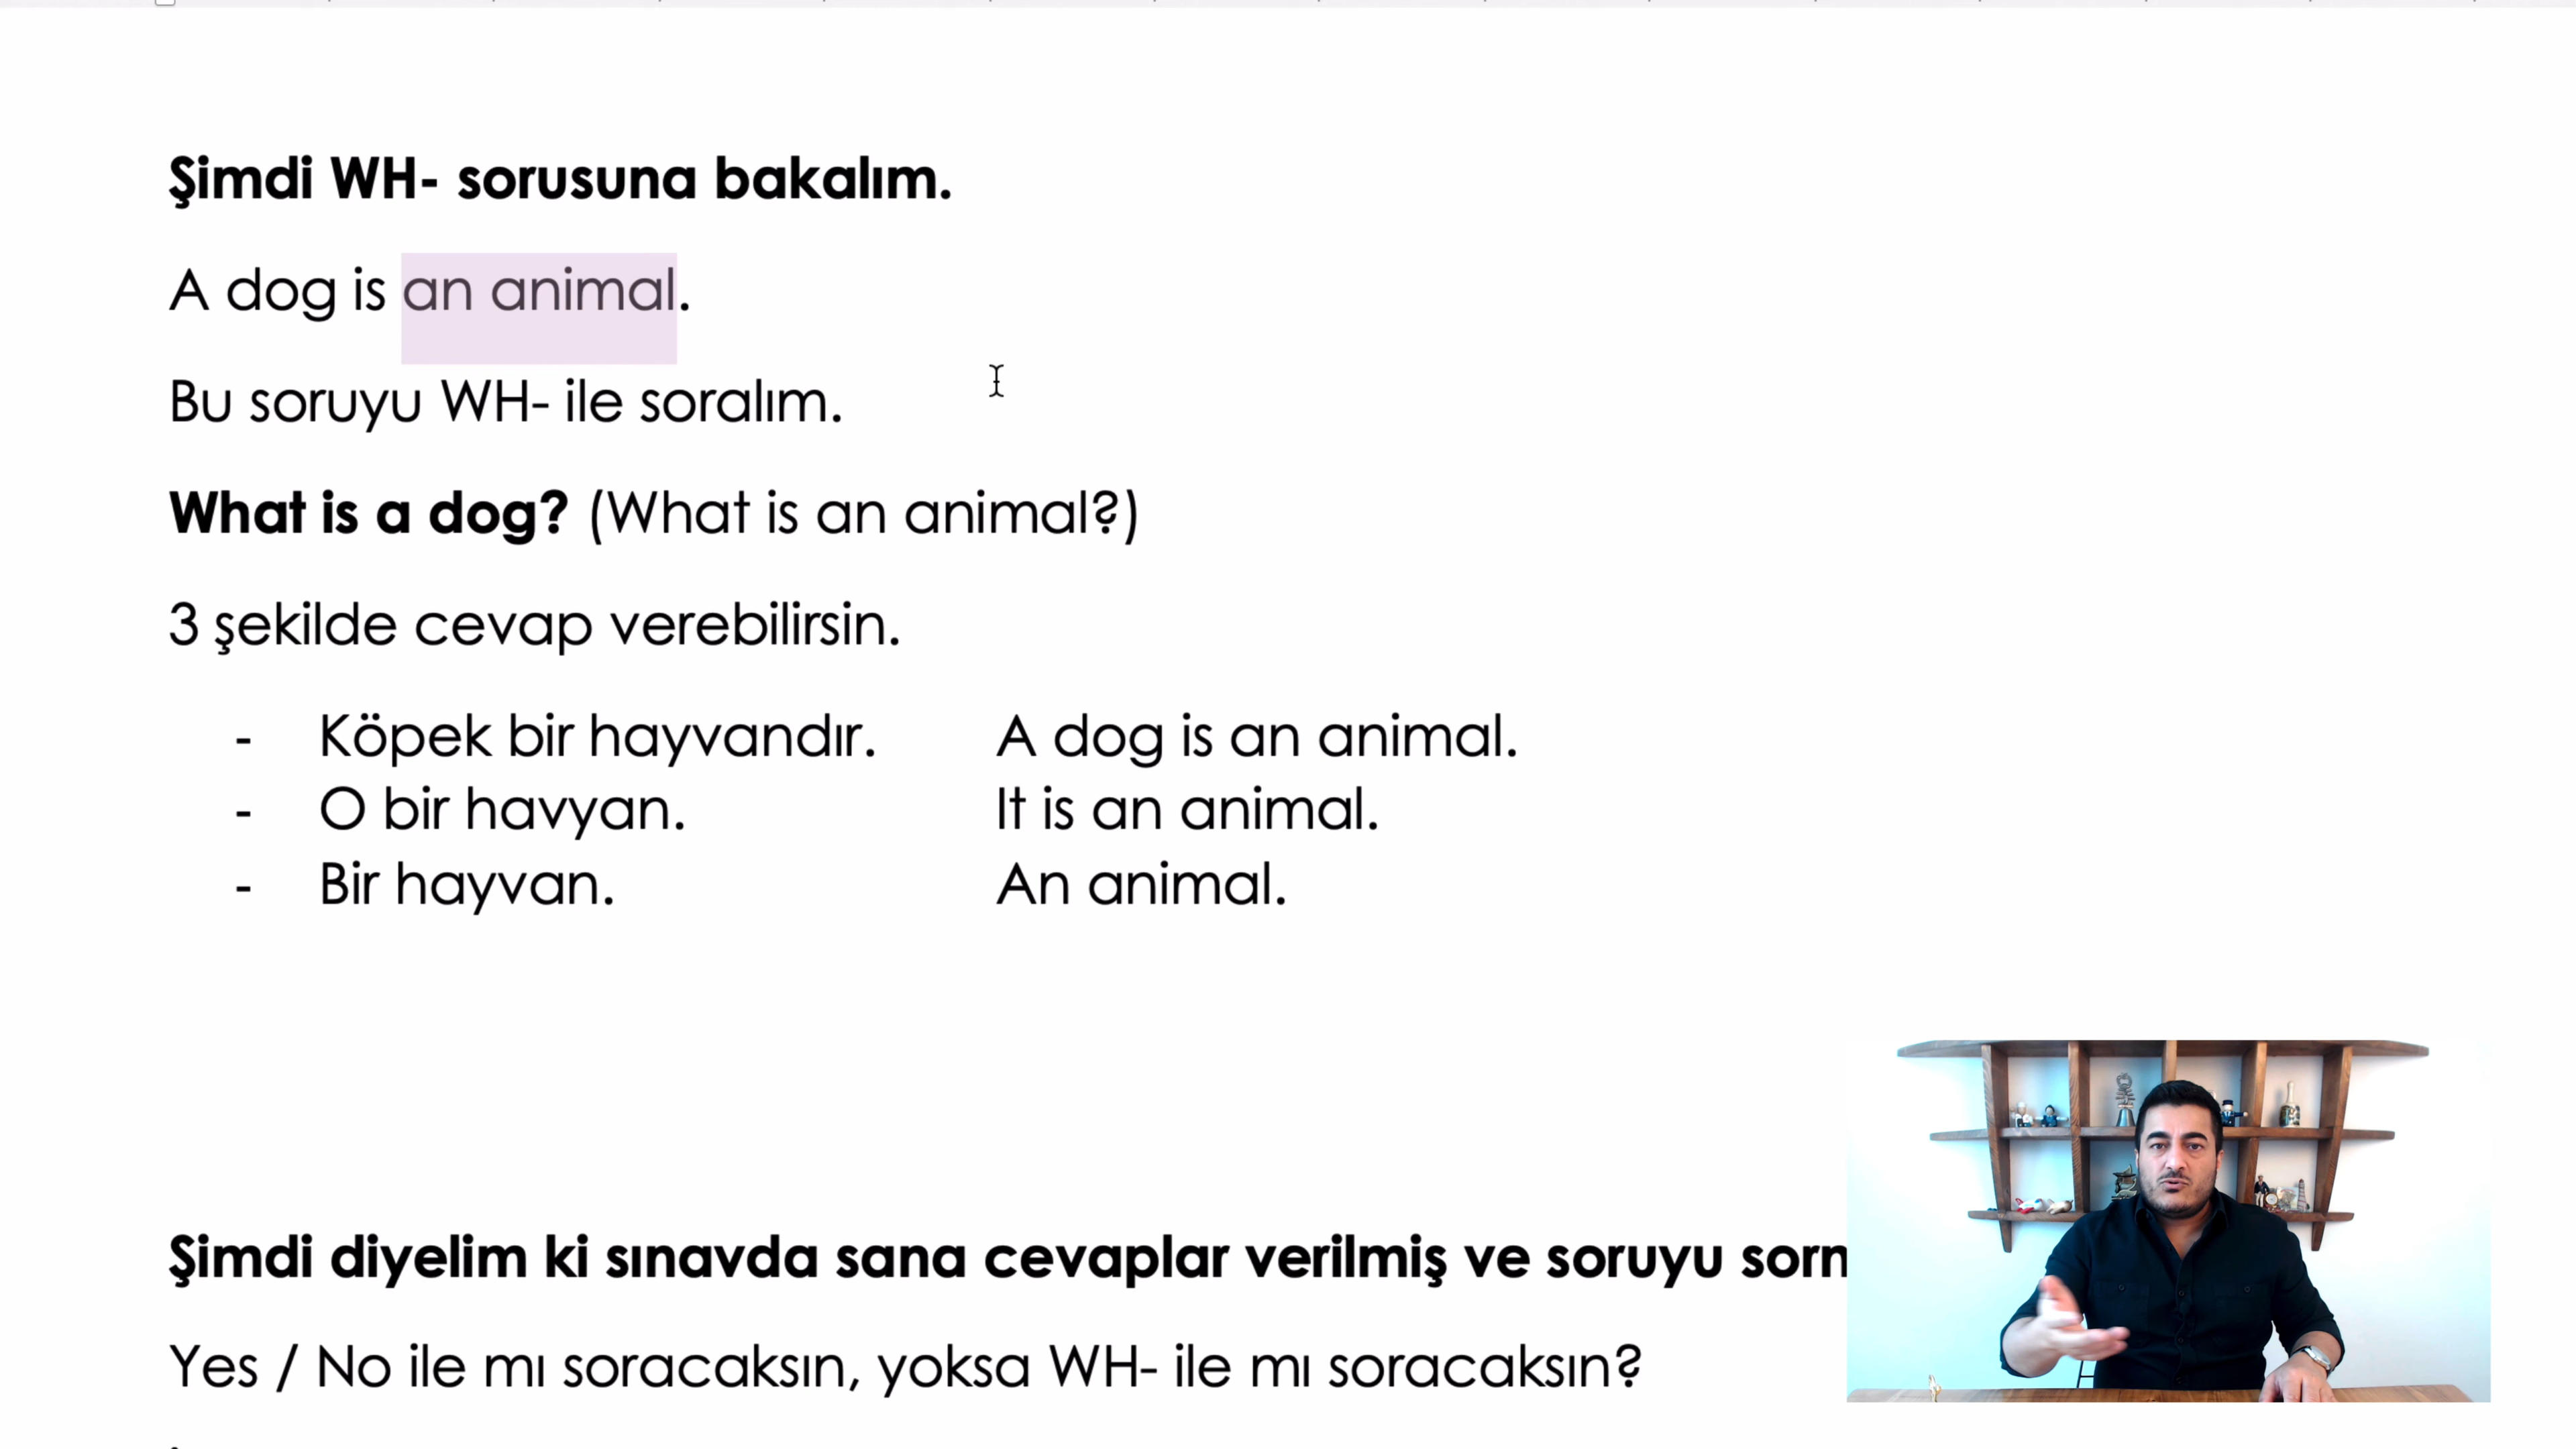 Şimdi WH- sorusuna bakalım.
A dog is an animal.
Bu soruyu WH- ile soralım.
What is a dog? (What is an animal?)
3 şekilde cevap verebilirsin.
- Köpek bir hayvandır. A dog is an animal.
- O bir havyan. It is an animal.
- Bir hayvan. An animal.
Şimdi diyelim ki sınavda sana cevaplar verilmiş ve soruyu
Yes / No ile mı soracaksın, yoksa WH- ile mı soracaksın?